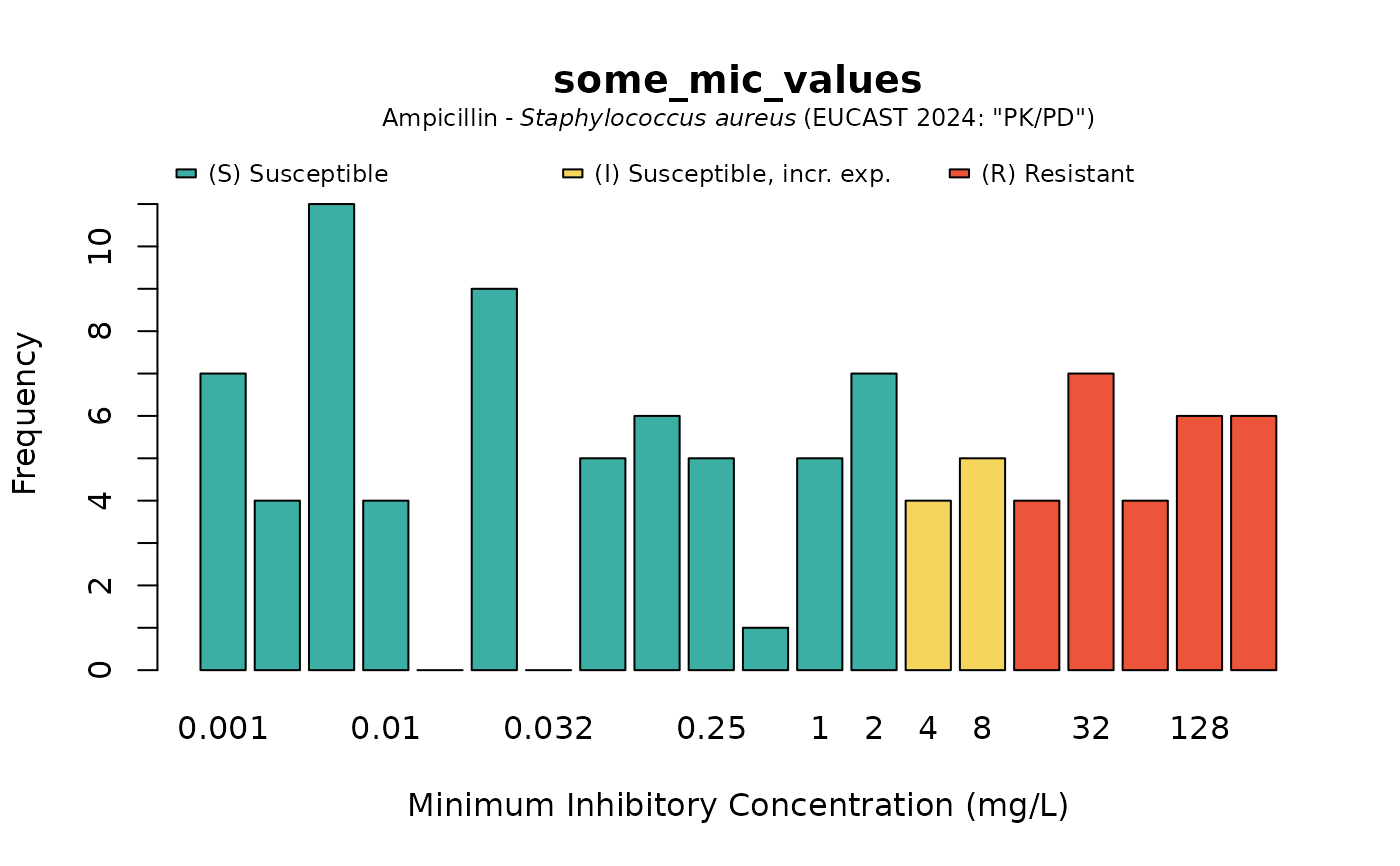 some_mic_values
Ampicillin - Staphylococcus aureus (EUCAST 2024: "PK/PD")
(S) Susceptible (I) Susceptible, incr. exp. (R) Resistant
Frequency
10
8
6
4
2
0
0.001 0.01 0.032 0.25 1 2 4 8 32 128
Minimum Inhibitory Concentration (mg/L)